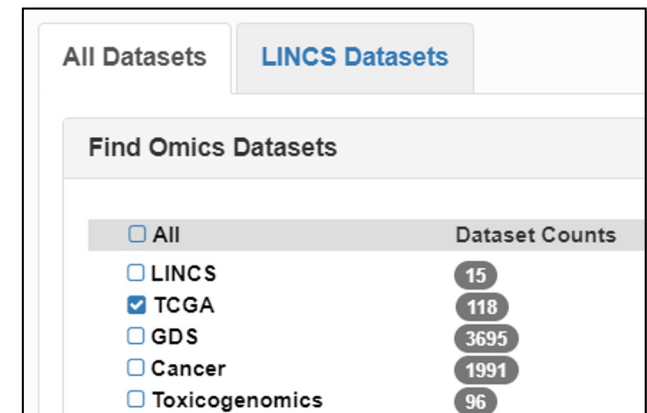 All Datasets LINCS Datasets
Find Omics Datasets
All Dataset Counts
LINCS 15
TCGA 118
GDS 3695
Cancer 1991
Toxicogenomics 96